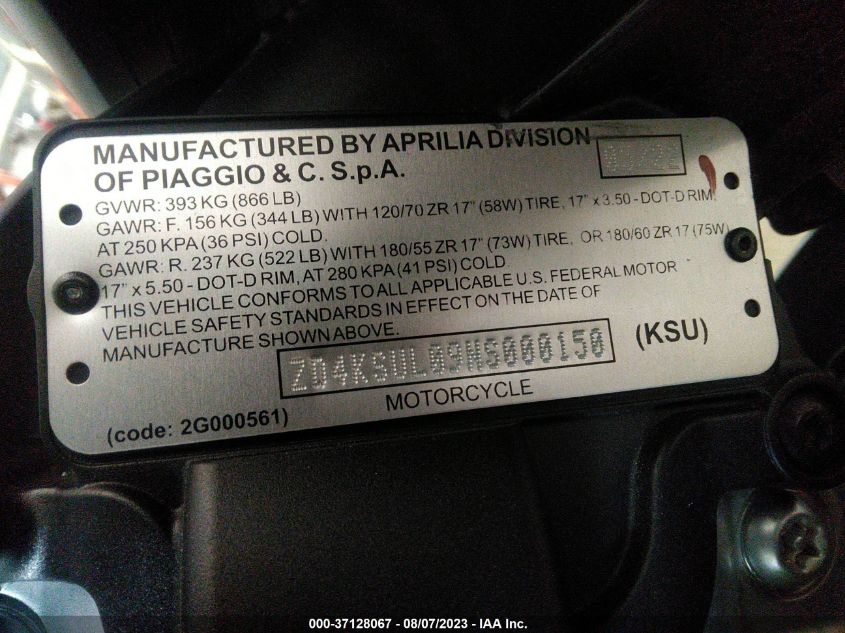 MANUFACTURED BY APRILIA DIVISION
OF PIAGGIO & C. S.p.A.
GVWR: 393 KG (866 LB)
GAWR: F. 156 KG (344 LB) WITH 120/70 ZR 17" (58W) TIRE, 17" x 3.50 - DOT-D RIM,
AT 250 KPA (36 PSI) COLD.
GAWR: R. 237 KG (522 LB) WITH 180/55 ZR 17" (73W) TIRE, OR 180/60 ZR 17 (75W)
17" x 5.50 - DOT-D RIM, AT 280 KPA (41 PSI) COLD
THIS VEHICLE CONFORMS TO ALL APPLICABLE U.S. FEDERAL MOTOR
VEHICLE SAFETY STANDARDS IN EFFECT ON THE DATE OF
MANUFACTURE SHOWN ABOVE.
ZD4KSUL09NS000150
(KSU)
MOTORCYCLE
(code: 2G000561)
000-37128067 - 08/07/2023 - IAA Inc.